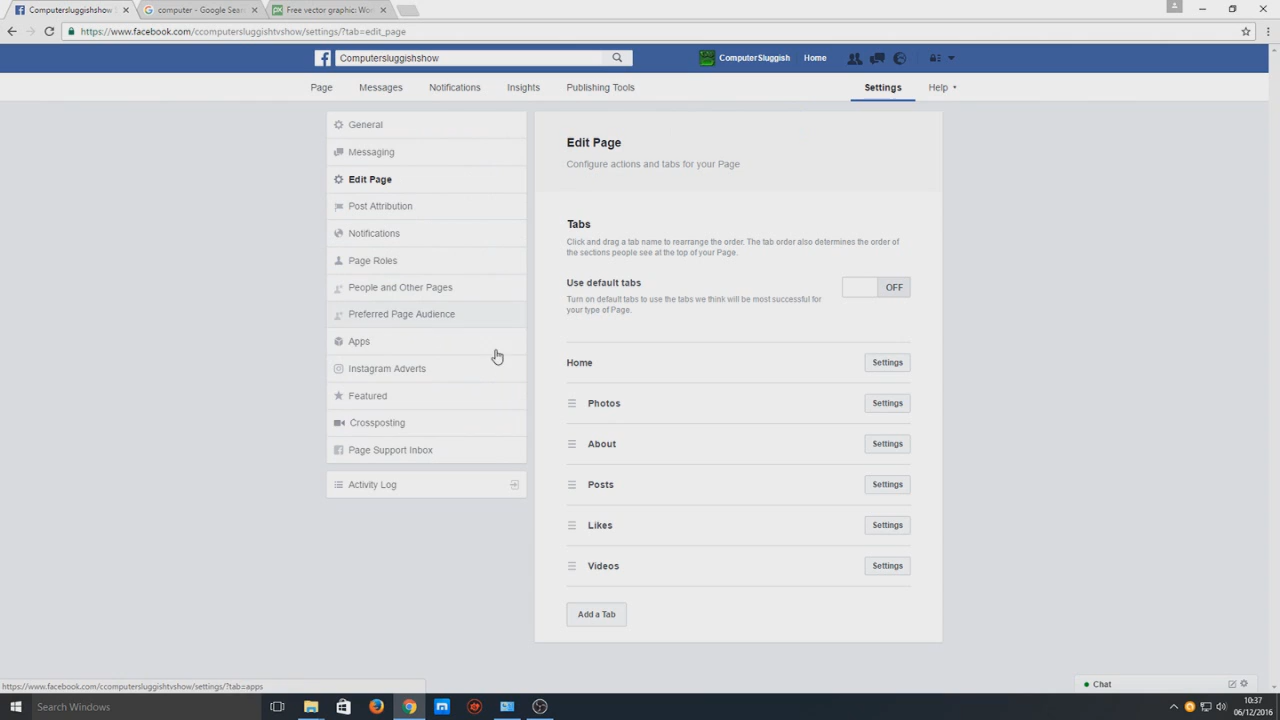 Computersluggishshow
computer - Google Sea
Free vector graphic: Wo
https://www.facebook.com/ccomputersluggishtvshow/settings/?tab=edit_page
Computersluggishshow
ComputerSluggish
Home
Page
Messages
Notifications
Insights
Publishing Tools
Settings
Help
General
Messaging
Edit Page
Post Attribution
Notifications
Page Roles
People and Other Pages
Preferred Page Audience
Apps
Instagram Adverts
Featured
Crossposting
Page Support Inbox
Activity Log
Edit Page
Configure actions and tabs for your Page
Tabs
Click and drag a tab name to rearrange the order. The tab order also determines the order of
the sections people see at the top of your Page.
Use default tabs
OFF
Turn on default tabs to use the tabs we think will be most successful for
your type of Page.
Home
Settings
Photos
Settings
About
Settings
Posts
Settings
Likes
Settings
Videos
Settings
Add a Tab
https://www.facebook.com/ccomputersluggishtvshow/settings/?tab=apps
Chat
Search Windows
10:37
06/12/2016